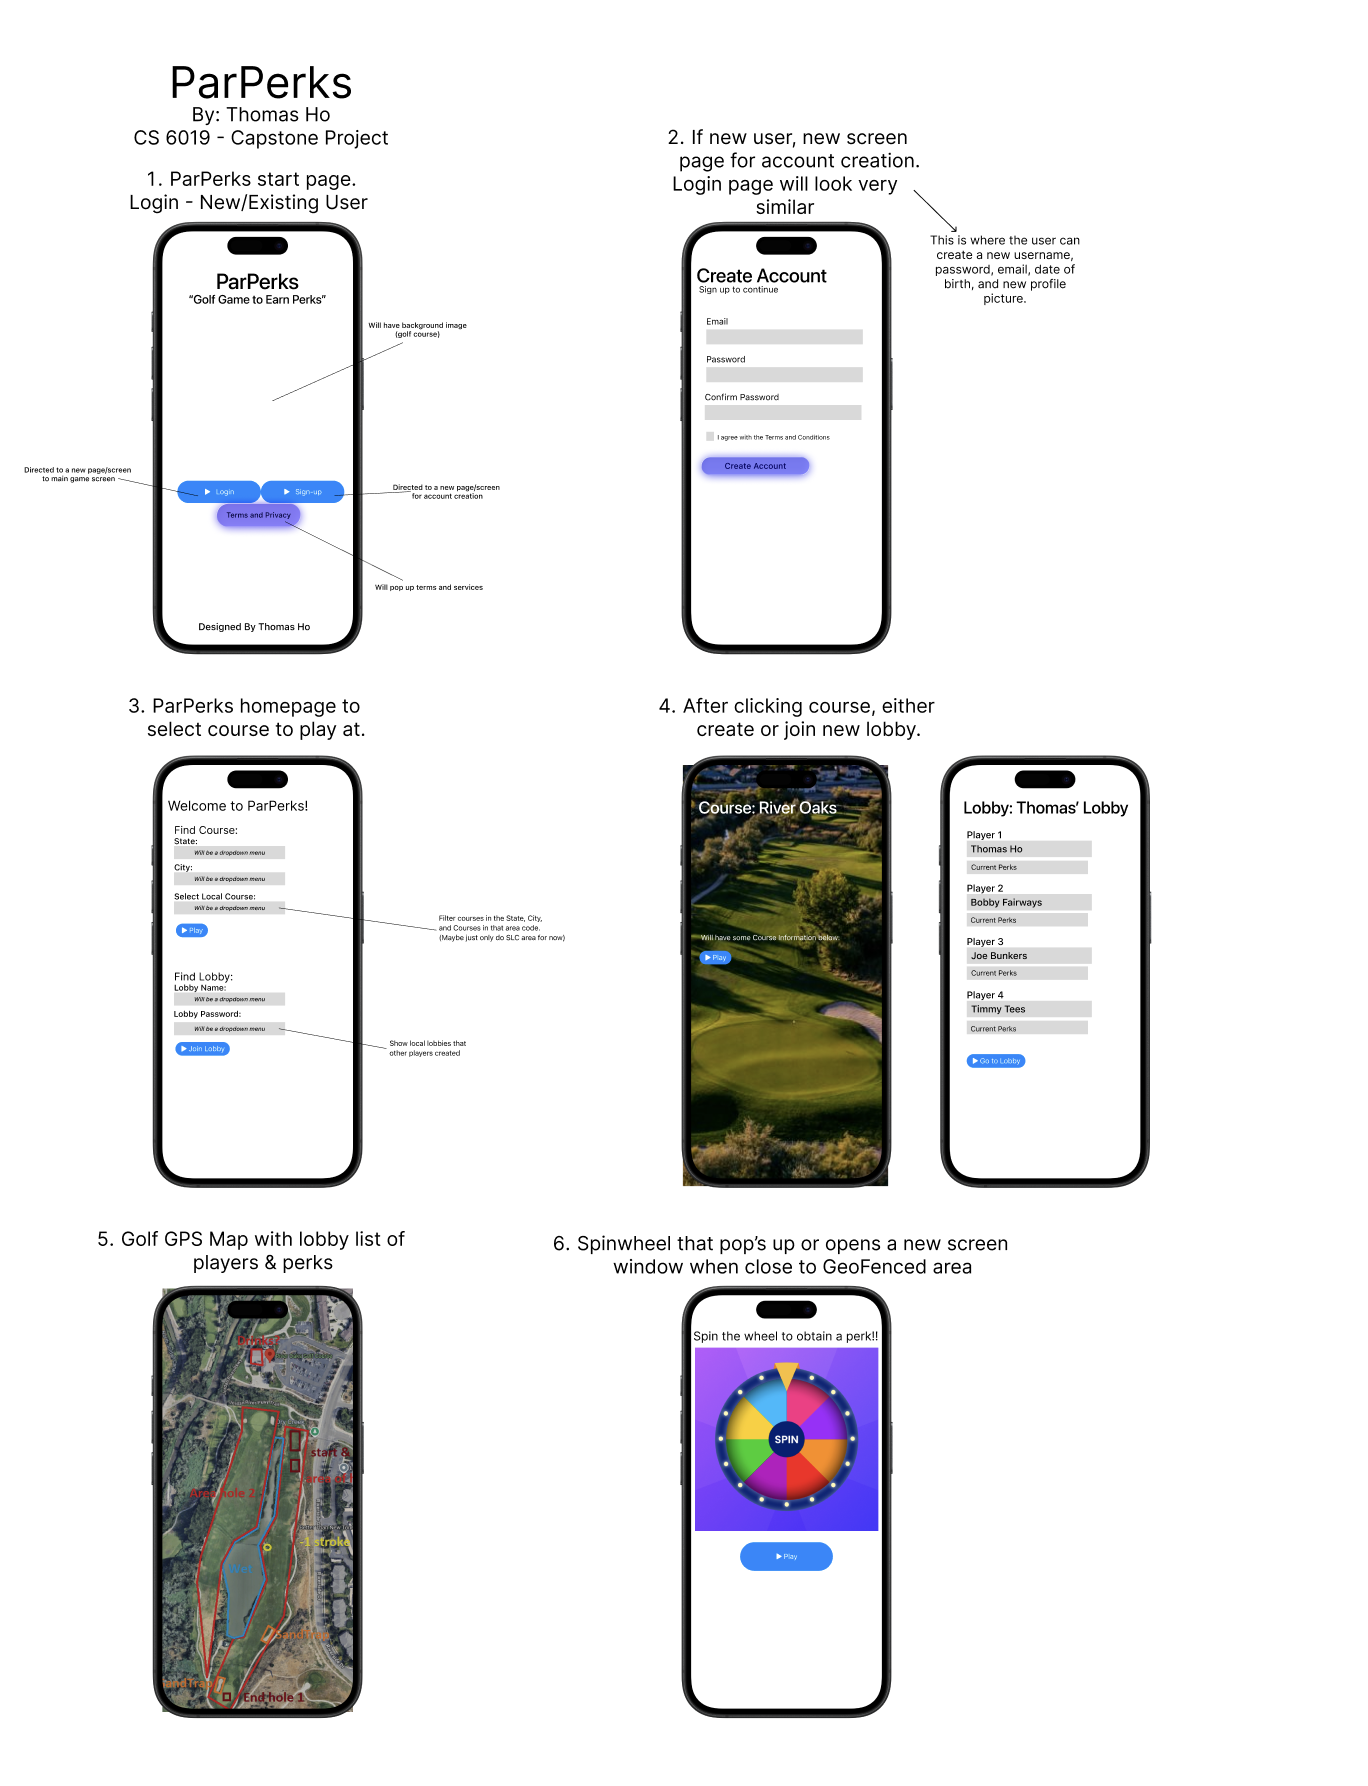 ParPerks
By: Thomas Ho
CS 6019 - Capstone Project
1. ParPerks start page.
Login - New/Existing User
ParPerks
“Golf Game to Earn Perks”
Will have background image
(golf course)
Directed to a new page/screen
to main game screen
Login
Sign-up
Directed to a new page/screen
for account creation
Terms and Privacy
Will pop up terms and services
Designed By Thomas Ho
2. If new user, new screen
page for account creation.
Login page will look very
similar
This is where the user can
create a new username,
password, email, date of
birth, and new profile
picture.
Create Account
Sign up to continue
Email
Password
Confirm Password
I agree with the Terms and Conditions
Create Account
3. ParPerks homepage to
select course to play at.
Welcome to ParPerks!
Find Course:
State:
Will be a dropdown menu
City:
Will be a dropdown menu
Select Local Course:
Will be a dropdown menu
Play
Filter courses in the State, City,
and Courses in that area code.
(Maybe just only do SLC area for now)
Find Lobby:
Lobby Name:
Will be a dropdown menu
Lobby Password:
Will be a dropdown menu
Join Lobby
Show local lobbies that
other players created
4. After clicking course, either
create or join new lobby.
Course: River Oaks
Will have some Course Information below:
Play
Lobby: Thomas’ Lobby
Player 1
Thomas Ho
Current Perks
Player 2
Bobby Fairways
Current Perks
Player 3
Joe Bunkers
Current Perks
Player 4
Timmy Tees
Current Perks
Go to Lobby
5. Golf GPS Map with lobby list of
players & perks
Drinks?
start &
Area hole 2
-1 stroke
SandTrap
End hole 1
6. Spinwheel that pop’s up or opens a new screen
window when close to GeoFenced area
Spin the wheel to obtain a perk!!
SPIN
Play